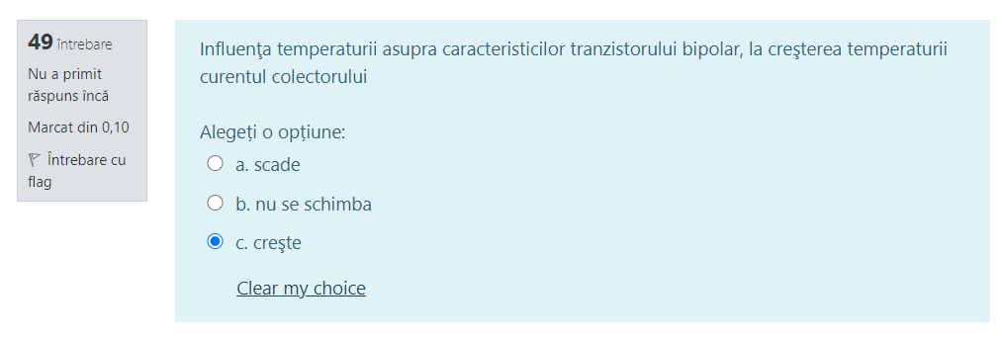 49 întrebare
Nu a primit
răspuns încă
Marcat din 0,10
Întrebare cu
flag
Influenţa temperaturii asupra caracteristicilor tranzistorului bipolar, la creşterea temperaturii
curentul colectorului
Alegeți o opțiune:
a. scade
b. nu se schimba
c. creşte
Clear my choice